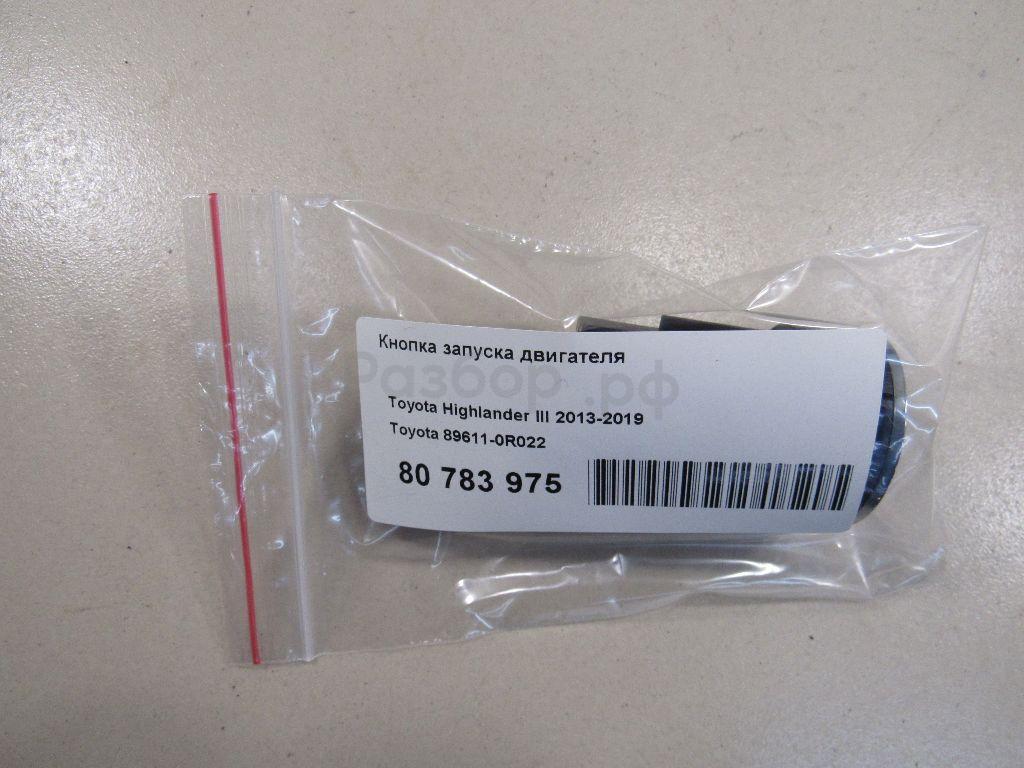 Кнопка запуска двигателя
Разбор.рф
Toyota Highlander III 2013-2019
Toyota 89611-0R022
80 783 975